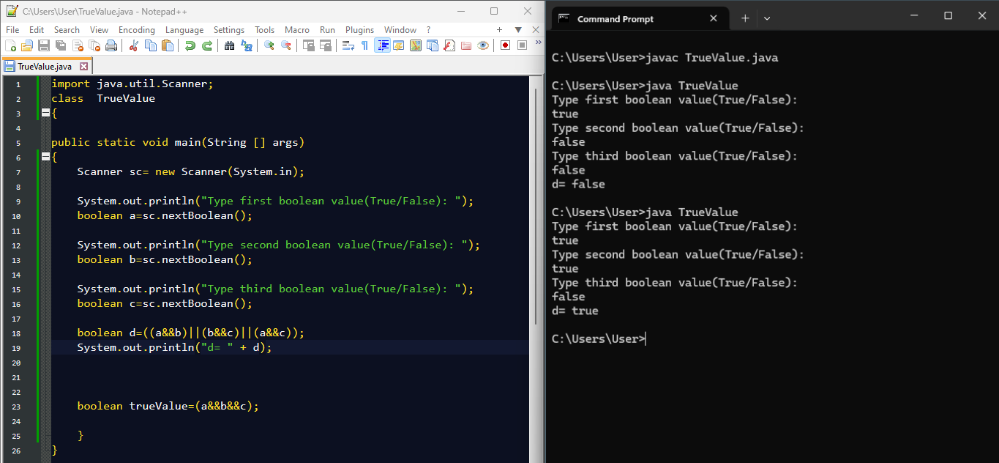 C:\Users\User\TrueValue.java - Notepad++
File Edit Search View Encoding Language Settings Tools Macro Run Plugins Window ?
TrueValue.java
1 import java.util.Scanner;
2 class  TrueValue
3 {
4
5 public static void main(String [] args)
6 {
7     Scanner sc= new Scanner(System.in);
8
9     System.out.println("Type first boolean value(True/False): ");
10     boolean a=sc.nextBoolean();
11
12     System.out.println("Type second boolean value(True/False): ");
13     boolean b=sc.nextBoolean();
14
15     System.out.println("Type third boolean value(True/False): ");
16     boolean c=sc.nextBoolean();
17
18     boolean d=((a&&b)||(b&&c)||(a&&c));
19     System.out.println("d= " + d);
20
21
22
23     boolean trueValue=(a&&b&&c);
24
25     }
26 }
Command Prompt
C:\Users\User>javac TrueValue.java
C:\Users\User>java TrueValue
Type first boolean value(True/False):
true
Type second boolean value(True/False):
false
Type third boolean value(True/False):
false
d= false
C:\Users\User>java TrueValue
Type first boolean value(True/False):
true
Type second boolean value(True/False):
true
Type third boolean value(True/False):
false
d= true
C:\Users\User>